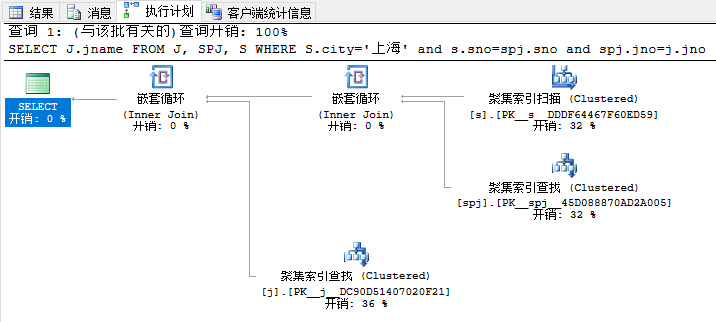 结果 消息 执行计划 客户端统计信息
查询 1: (与该批有关的)查询开销: 100%
SELECT J.jname FROM J, SPJ, S WHERE S.city='上海' and s.sno=spj.sno and spj.jno=j.jno
SELECT
开销: 0 %
嵌套循环
(Inner Join)
开销: 0 %
嵌套循环
(Inner Join)
开销: 0 %
聚集索引扫描 (Clustered)
[s].[PK__s__DDDF64467F60ED59]
开销: 32 %
聚集索引查找 (Clustered)
[spj].[PK__spj__45D088870AD2A005]
开销: 32 %
聚集索引查找 (Clustered)
[j].[PK__j__DC90D51407020F21]
开销: 36 %